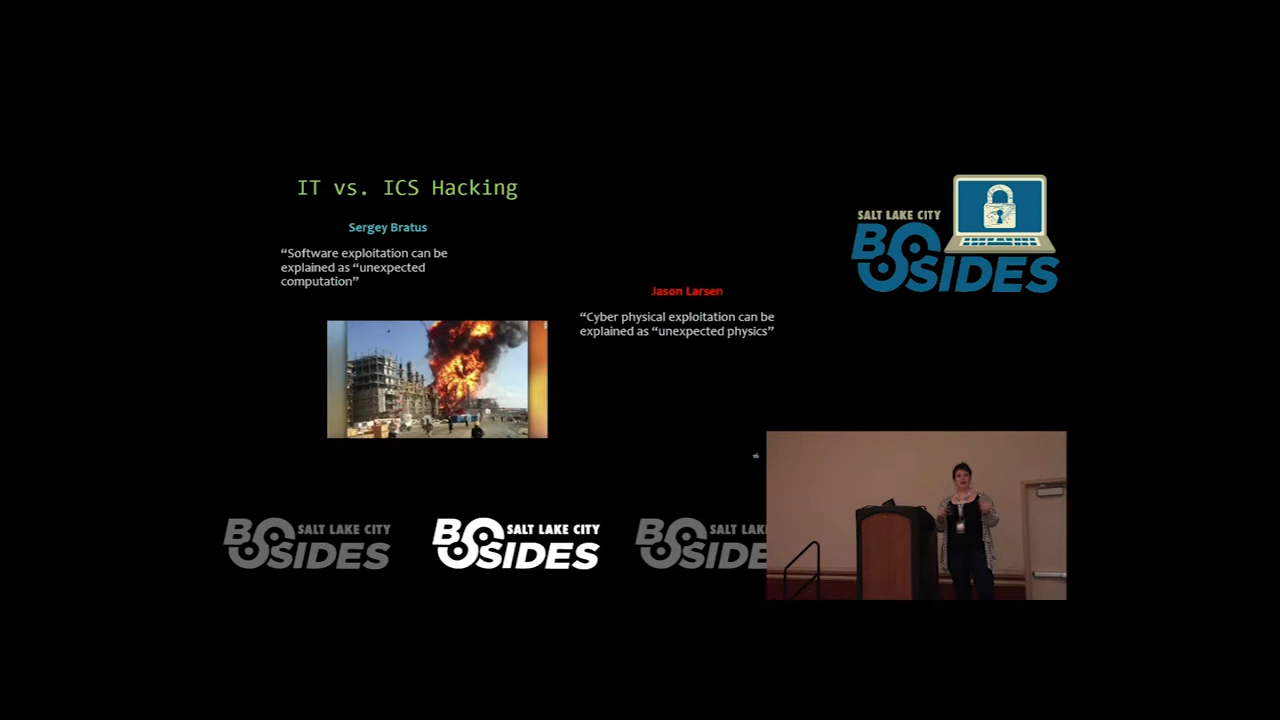 IT vs. ICS Hacking
Sergey Bratus
“Software exploitation can be
explained as “unexpected
computation”
Jason Larsen
“Cyber physical exploitation can be
explained as “unexpected physics”
SALT LAKE CITY
BSIDES
SALT LAKE CITY
BSIDES
SALT LAKE CITY
BSIDES
SALT LAK
BSIDE